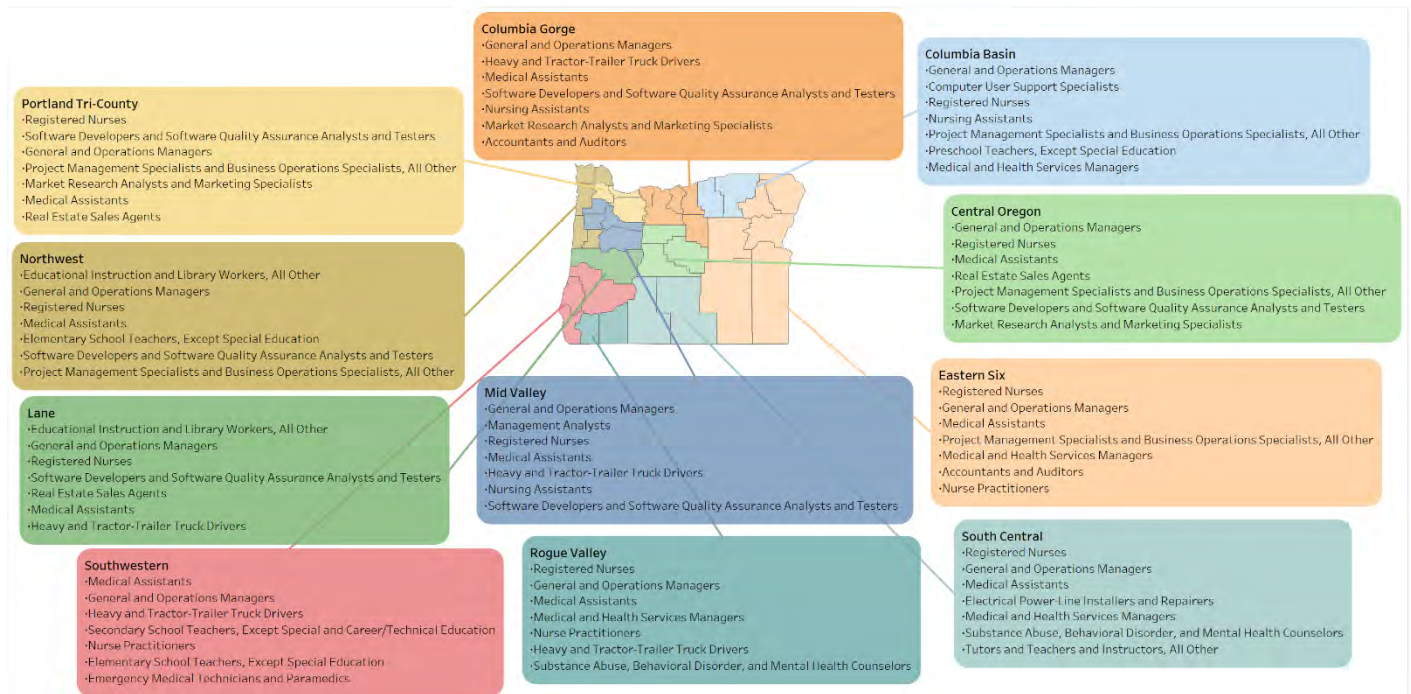 Columbia Gorge
•General and Operations Managers
•Heavy and Tractor-Trailer Truck Drivers
•Medical Assistants
•Software Developers and Software Quality Assurance Analysts and Testers
•Nursing Assistants
•Market Research Analysts and Marketing Specialists
•Accountants and Auditors
Columbia Basin
•General and Operations Managers
•Computer User Support Specialists
•Registered Nurses
•Nursing Assistants
•Project Management Specialists and Business Operations Specialists, All Other
•Preschool Teachers, Except Special Education
•Medical and Health Services Managers
Portland Tri-County
•Registered Nurses
•Software Developers and Software Quality Assurance Analysts and Testers
•General and Operations Managers
•Project Management Specialists and Business Operations Specialists, All Other
•Market Research Analysts and Marketing Specialists
•Medical Assistants
•Real Estate Sales Agents
Central Oregon
•General and Operations Managers
•Registered Nurses
•Medical Assistants
•Real Estate Sales Agents
•Project Management Specialists and Business Operations Specialists, All Other
•Software Developers and Software Quality Assurance Analysts and Testers
•Market Research Analysts and Marketing Specialists
Northwest
•Educational Instruction and Library Workers, All Other
•General and Operations Managers
•Registered Nurses
•Medical Assistants
•Elementary School Teachers, Except Special Education
•Software Developers and Software Quality Assurance Analysts and Testers
•Project Management Specialists and Business Operations Specialists, All Other
Eastern Six
•Registered Nurses
•General and Operations Managers
•Medical Assistants
•Project Management Specialists and Business Operations Specialists, All Other
•Medical and Health Services Managers
•Accountants and Auditors
•Nurse Practitioners
Mid Valley
•General and Operations Managers
•Management Analysts
•Registered Nurses
•Medical Assistants
•Heavy and Tractor-Trailer Truck Drivers
•Nursing Assistants
•Software Developers and Software Quality Assurance Analysts and Testers
Lane
•Educational Instruction and Library Workers, All Other
•General and Operations Managers
•Registered Nurses
•Software Developers and Software Quality Assurance Analysts and Testers
•Real Estate Sales Agents
•Medical Assistants
•Heavy and Tractor-Trailer Truck Drivers
South Central
•Registered Nurses
•General and Operations Managers
•Medical Assistants
•Electrical Power-Line Installers and Repairers
•Medical and Health Services Managers
•Substance Abuse, Behavioral Disorder, and Mental Health Counselors
•Tutors and Teachers and Instructors, All Other
Rogue Valley
•Registered Nurses
•General and Operations Managers
•Medical Assistants
•Medical and Health Services Managers
•Nurse Practitioners
•Heavy and Tractor-Trailer Truck Drivers
•Substance Abuse, Behavioral Disorder, and Mental Health Counselors
Southwestern
•Medical Assistants
•General and Operations Managers
•Heavy and Tractor-Trailer Truck Drivers
•Secondary School Teachers, Except Special and Career/Technical Education
•Nurse Practitioners
•Elementary School Teachers, Except Special Education
•Emergency Medical Technicians and Paramedics